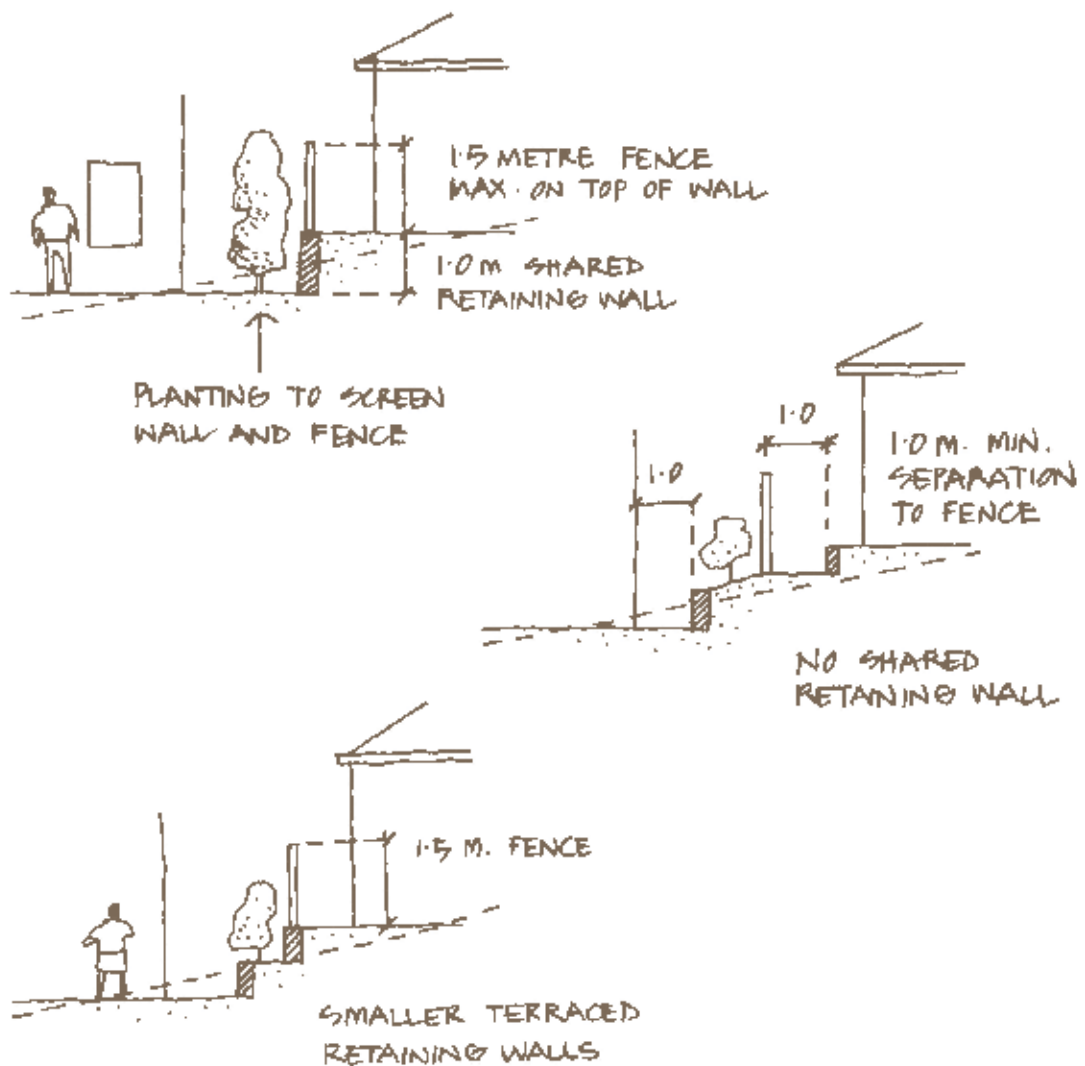 1.5 METRE FENCE
MAX. ON TOP OF WALL
1.0 M SHARED
RETAINING WALL
PLANTING TO SCREEN
WALL AND FENCE
1.0
1.0
1.0 M. MIN.
SEPARATION
TO FENCE
NO SHARED
RETAINING WALL
1.5 M. FENCE
SMALLER TERRACED
RETAINING WALLS